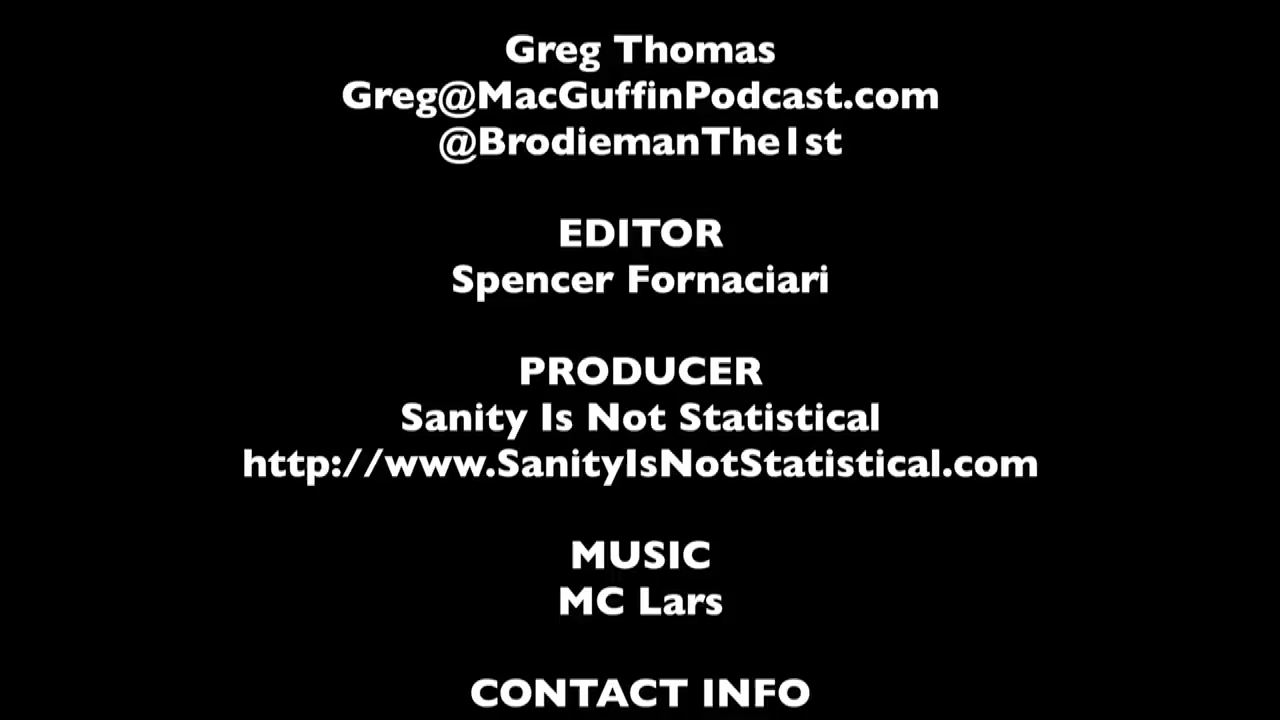 Greg Thomas
Greg@MacGuffinPodcast.com
@BrodiemanThe1st
EDITOR
Spencer Fornaciari
PRODUCER
Sanity Is Not Statistical
http://www.SanityIsNotStatistical.com
MUSIC
MC Lars
CONTACT INFO